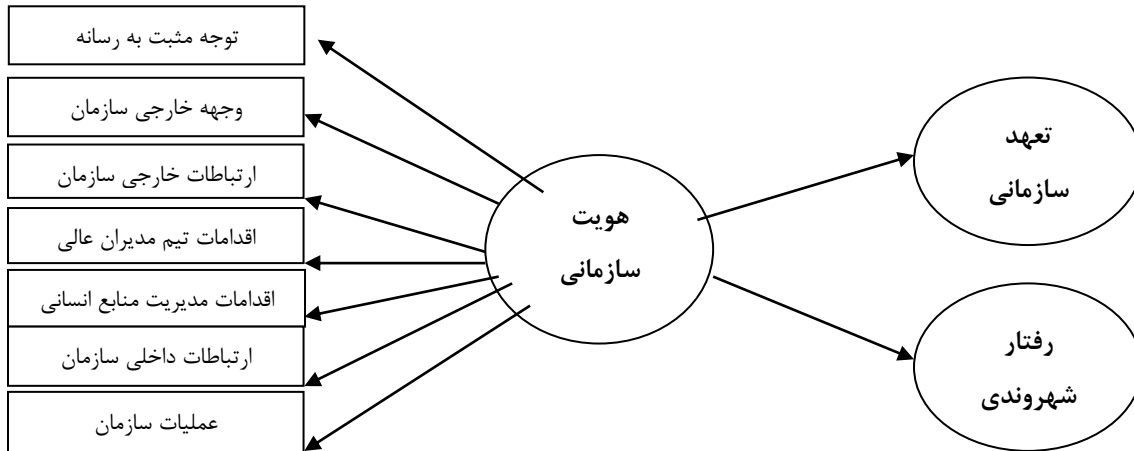 توجه مثبت به رسانه
وجهه خارجی سازمان
ارتباطات خارجی سازمان
اقدامات تیم مدیران عالی
اقدامات مدیریت منابع انسانی
ارتباطات داخلی سازمان
عملیات سازمان
هویت
سازمانی
تعهد
سازمانی
رفتار
شهروندی